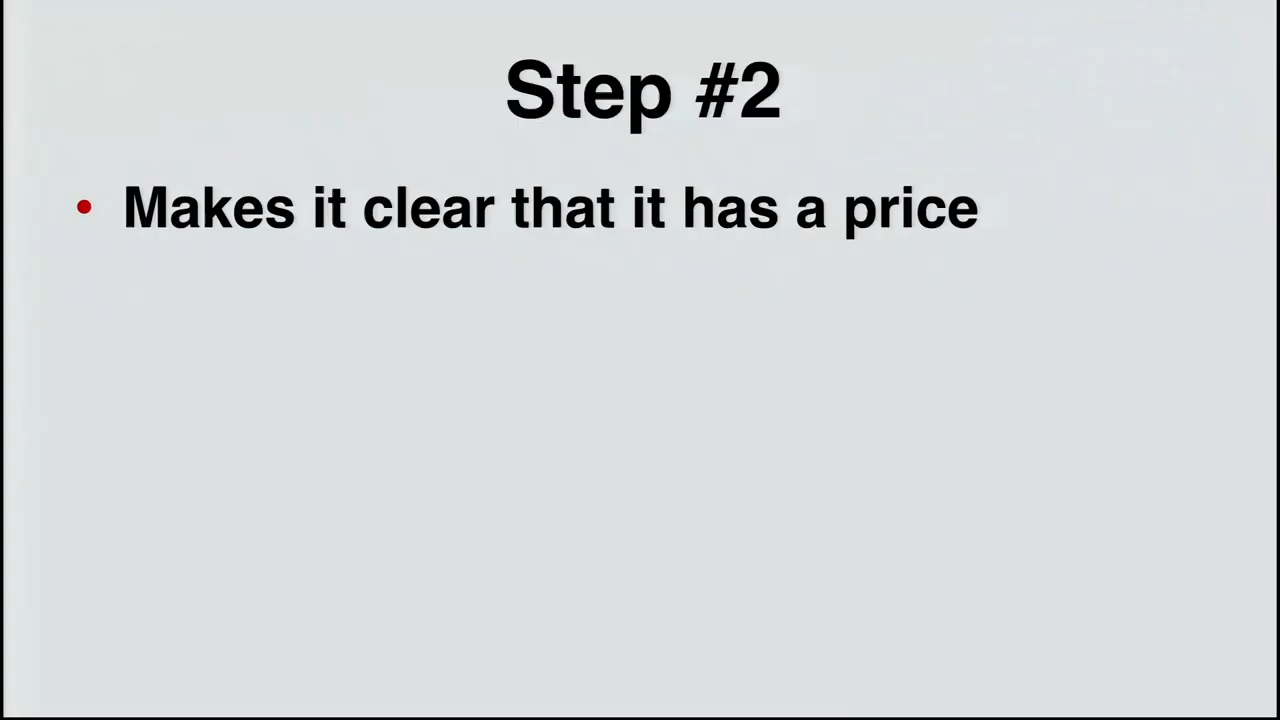 Step #2
• Makes it clear that it has a price